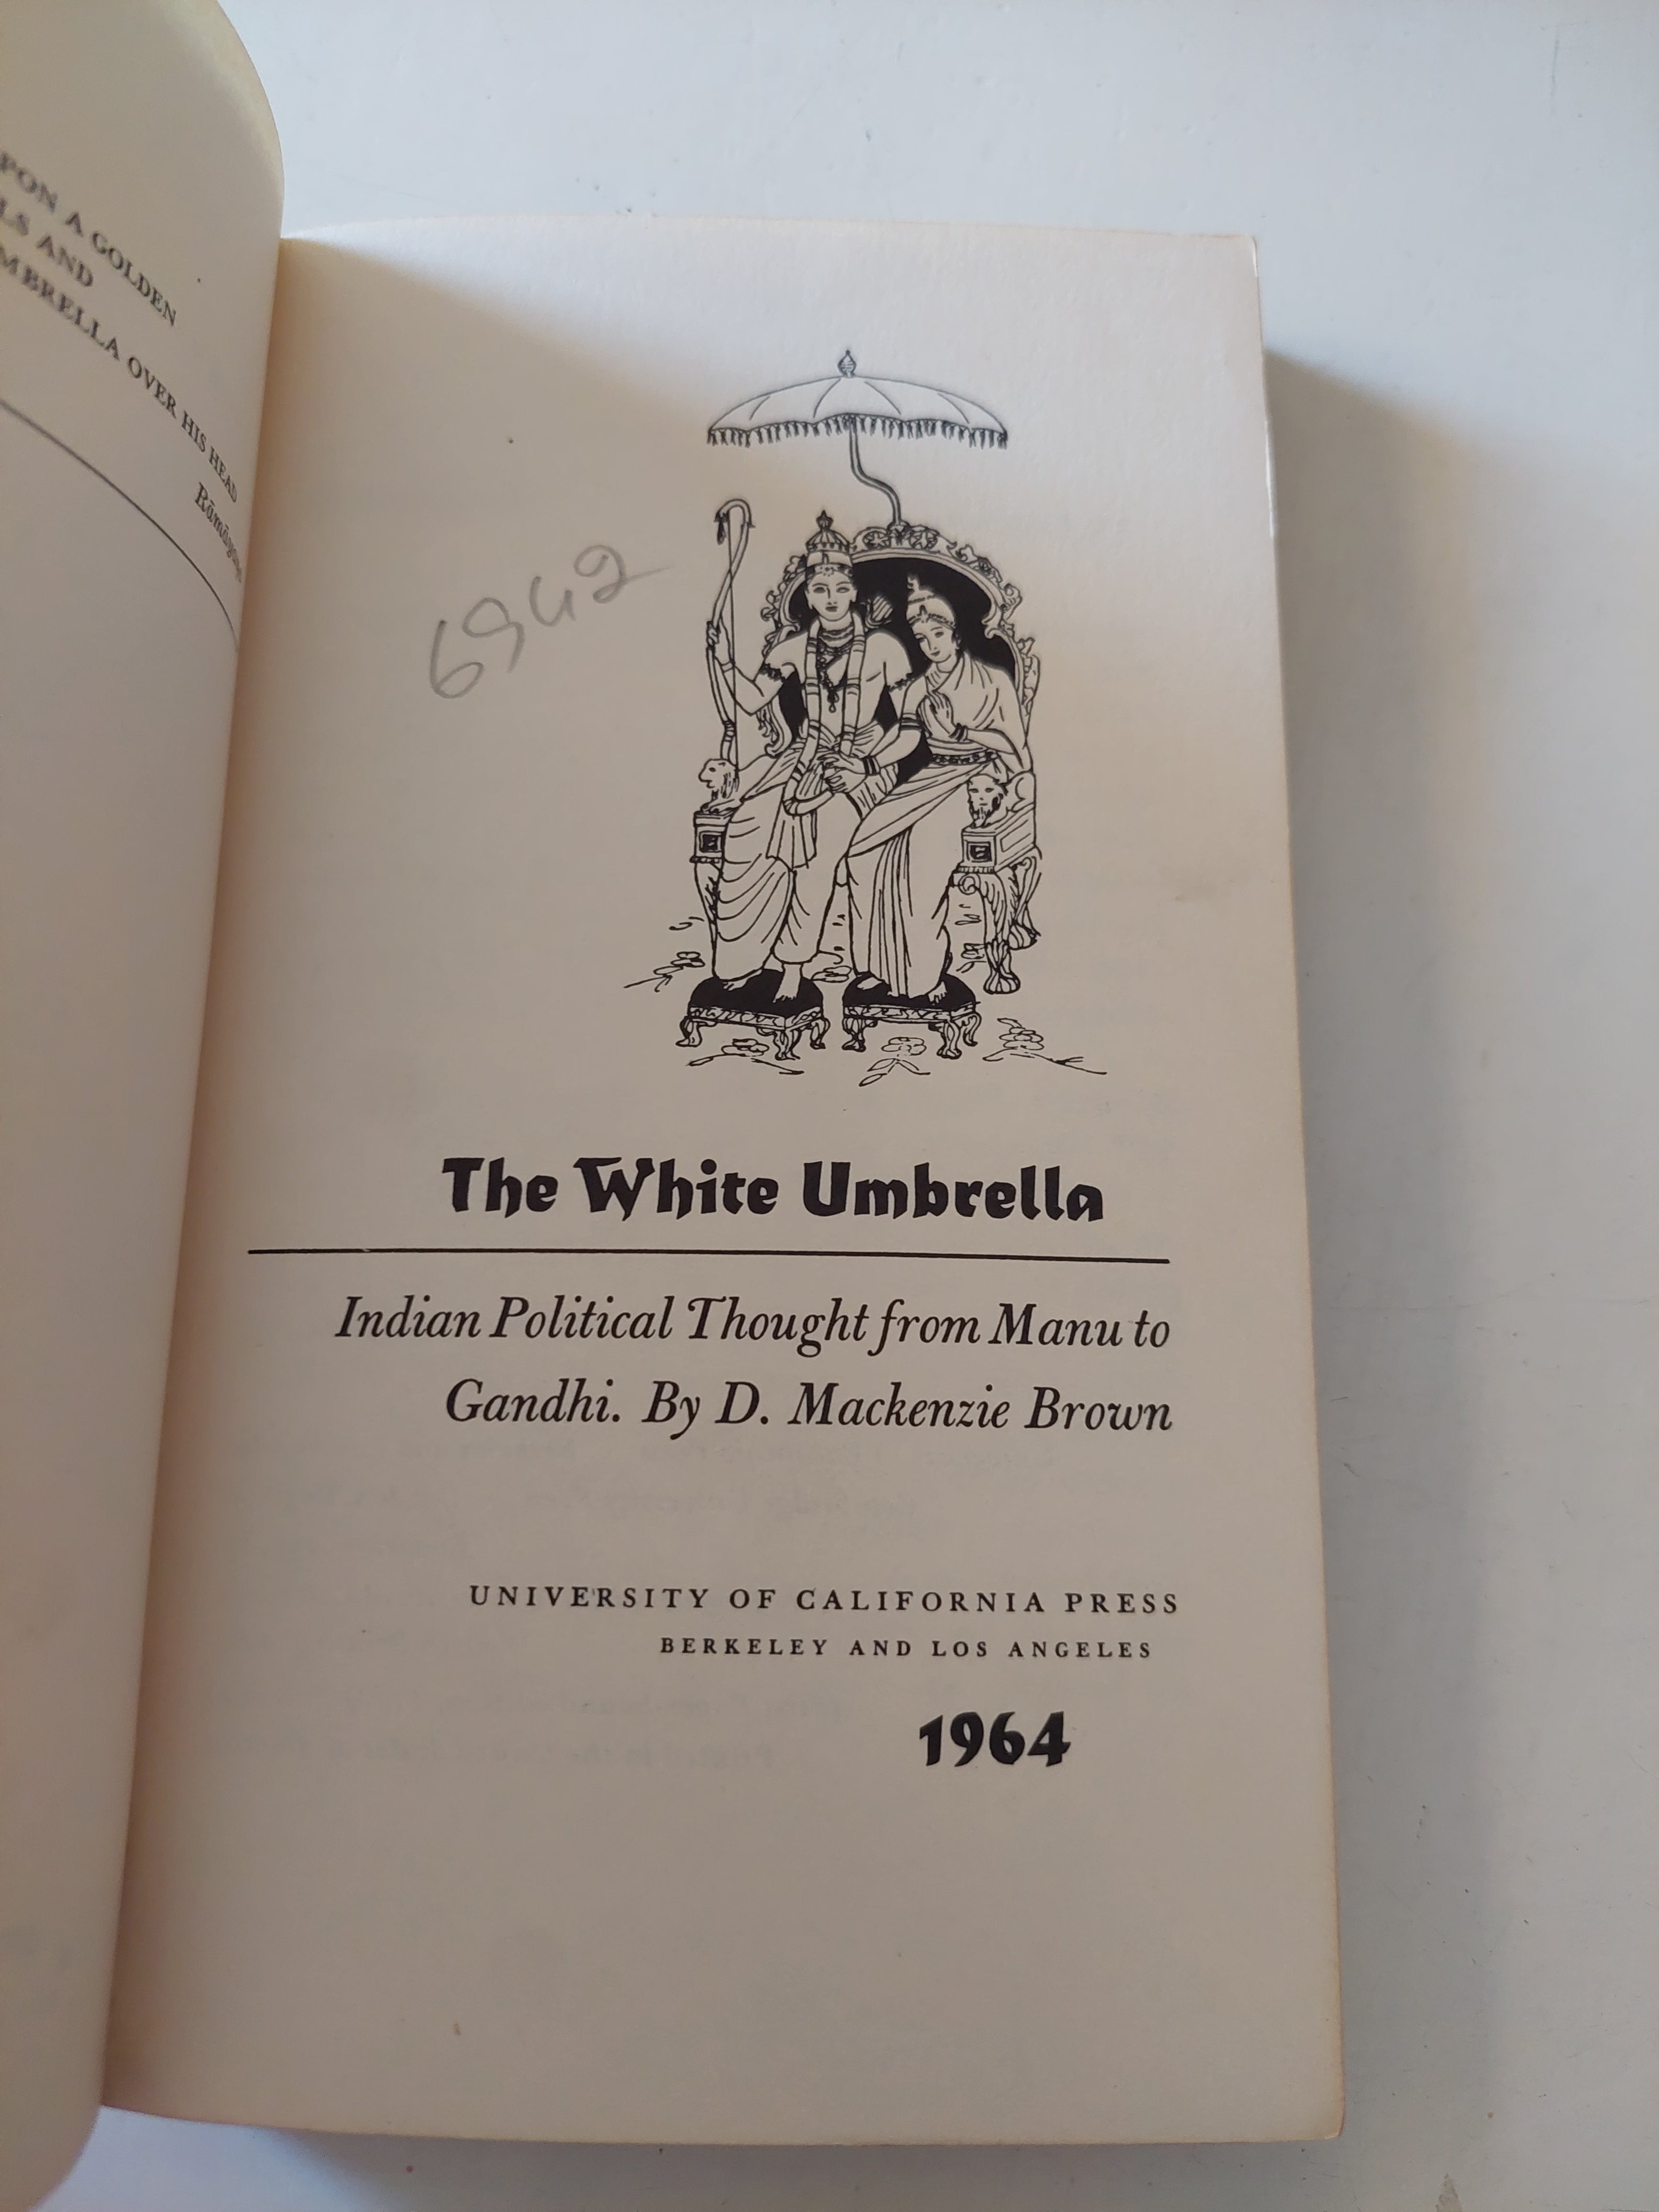 PON A GOLDEN
LS AND
MBRELLA OVER HIS HEAD
Rāmāyaṇa
6942
The White Umbrella
Indian Political Thought from Manu to
Gandhi. By D. Mackenzie Brown
UNIVERSITY OF CALIFORNIA PRESS
BERKELEY AND LOS ANGELES
1964